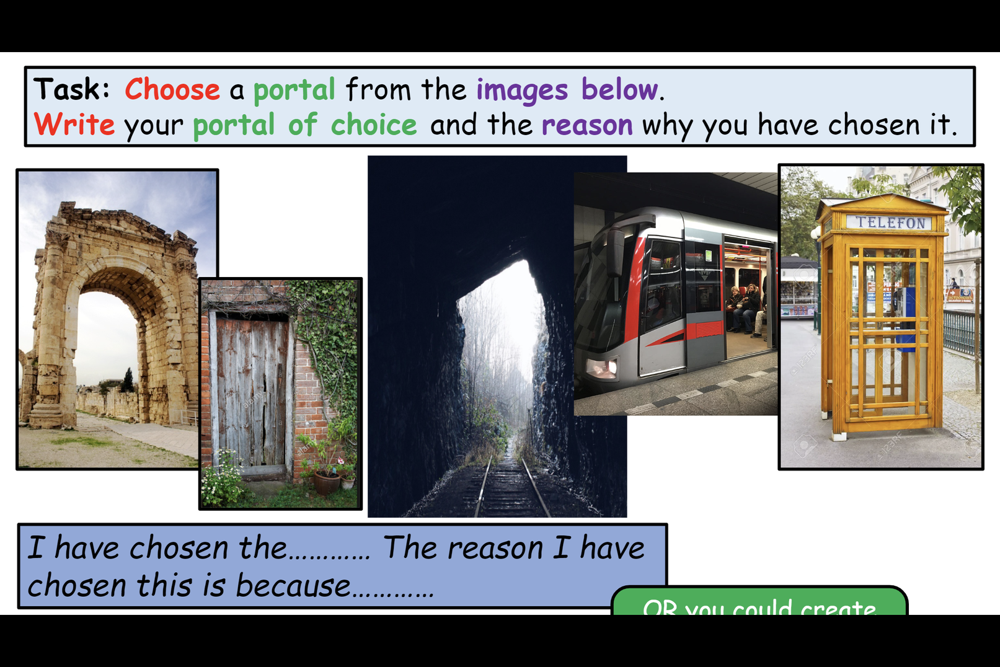 Task: Choose a portal from the images below.
Write your portal of choice and the reason why you have chosen it.
TELEFON
I have chosen the............ The reason I have
chosen this is because............
OR you could create